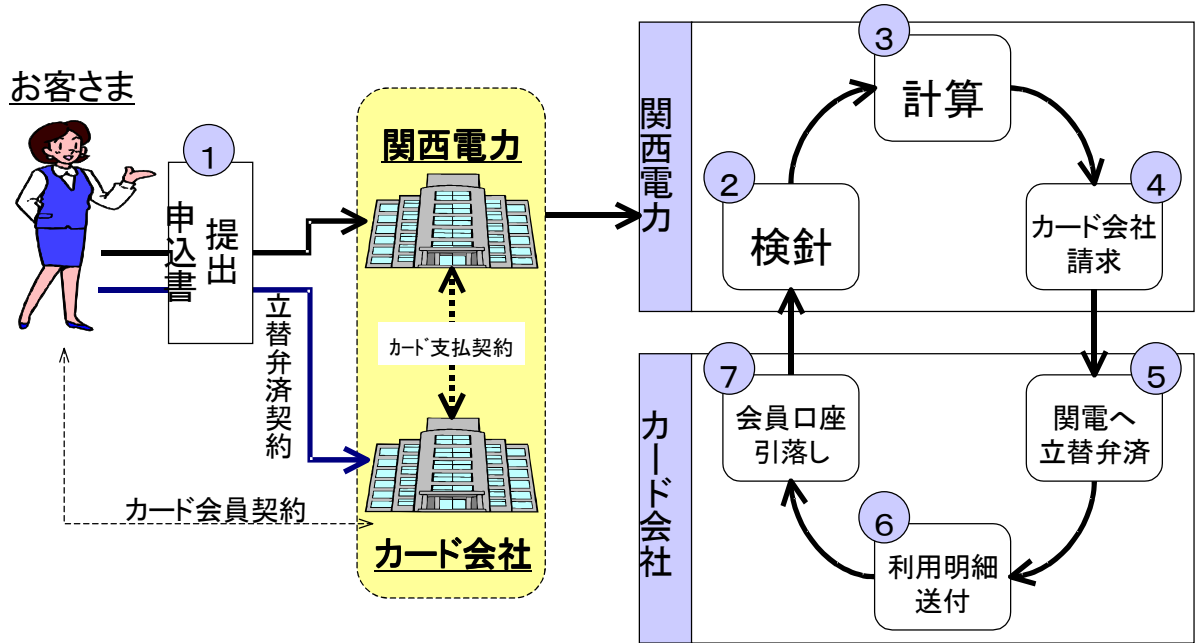 お客さま
1
申込書
提出
立替弁済契約
カード会員契約
関西電力
カード支払契約
カード会社
関西電力
3
計算
2
検針
4
カード会社
請求
カード会社
7
会員口座
引落し
5
関電へ
立替弁済
6
利用明細
送付